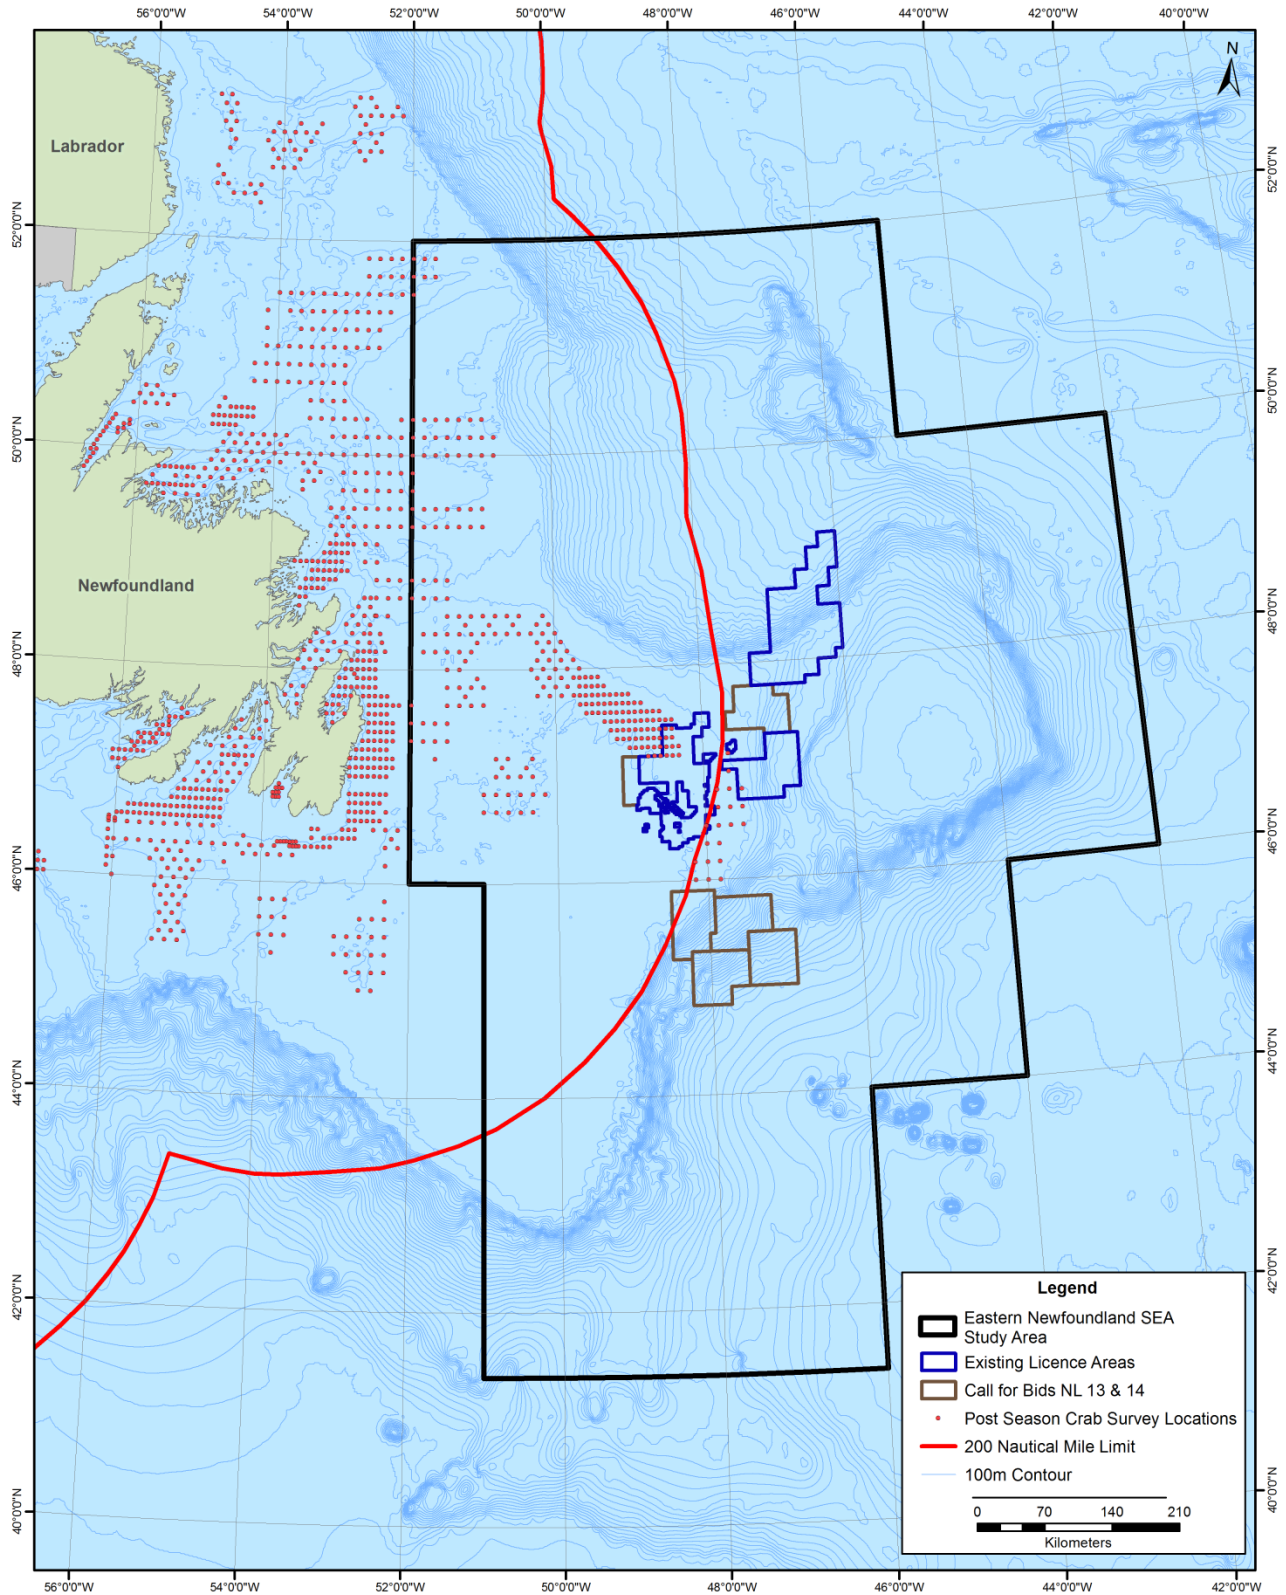 56°0'0"W 54°0'0"W 52°0'0"W 50°0'0"W 48°0'0"W 46°0'0"W 44°0'0"W 42°0'0"W 40°0'0"W
N
Labrador
52°0'0"N
52°0'0"N
50°0'0"N
50°0'0"N
Newfoundland
48°0'0"N
48°0'0"N
46°0'0"N
46°0'0"N
44°0'0"N
44°0'0"N
42°0'0"N
42°0'0"N
40°0'0"N
40°0'0"N
Legend
Eastern Newfoundland SEA
Study Area
Existing Licence Areas
Call for Bids NL 13 & 14
Post Season Crab Survey Locations
200 Nautical Mile Limit
100m Contour
0 70 140 210
Kilometers
56°0'0"W 54°0'0"W 52°0'0"W 50°0'0"W 48°0'0"W 46°0'0"W 44°0'0"W 42°0'0"W